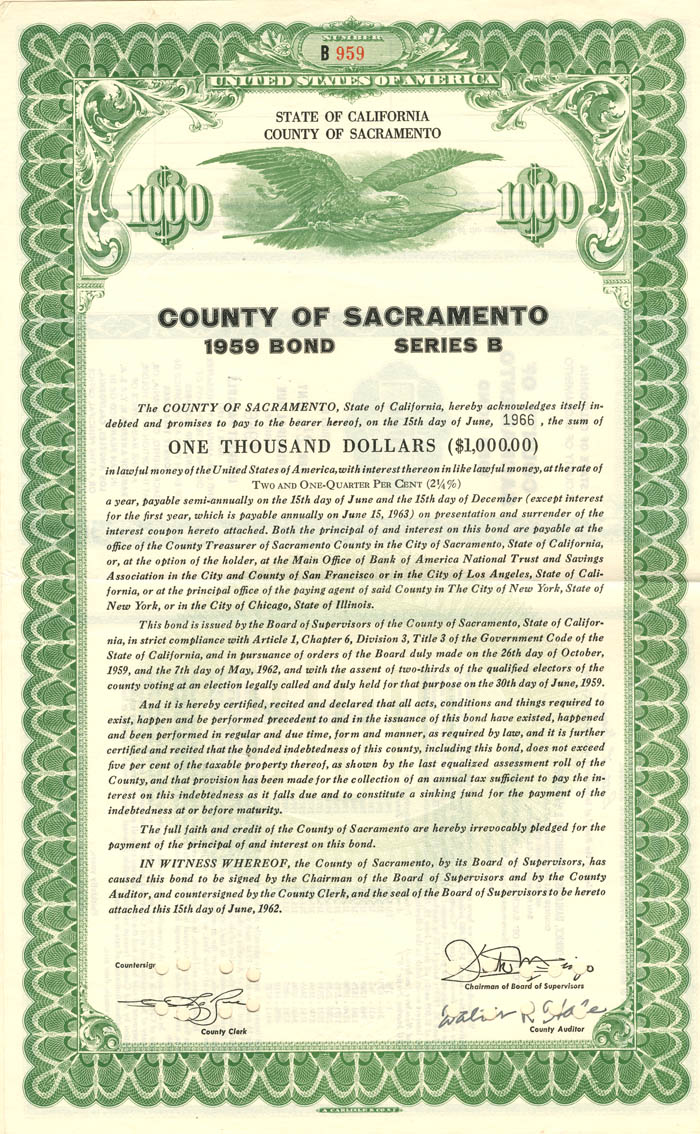 NUMBER
B 959
UNITED STATES OF AMERICA
STATE OF CALIFORNIA
COUNTY OF SACRAMENTO
$1000 $1000
COUNTY OF SACRAMENTO
1959 BOND SERIES B
The COUNTY OF SACRAMENTO, State of California, hereby acknowledges itself in-
debted and promises to pay to the bearer hereof, on the 15th day of June, 1966 , the sum of
ONE THOUSAND DOLLARS ($1,000.00)
in lawful money of the United States of America, with interest thereon in like lawful money, at the rate of
TWO AND ONE-QUARTER PER CENT (2¼%)
a year, payable semi-annually on the 15th day of June and the 15th day of December (except interest
for the first year, which is payable annually on June 15, 1963) on presentation and surrender of the
interest coupon hereto attached. Both the principal of and interest on this bond are payable at the
office of the County Treasurer of Sacramento County in the City of Sacramento, State of California,
or, at the option of the holder, at the Main Office of Bank of America National Trust and Savings
Association in the City and County of San Francisco or in the City of Los Angeles, State of Cali-
fornia, or at the principal office of the paying agent of said County in The City of New York, State of
New York, or in the City of Chicago, State of Illinois.
This bond is issued by the Board of Supervisors of the County of Sacramento, State of Califor-
nia, in strict compliance with Article 1, Chapter 6, Division 3, Title 3 of the Government Code of the
State of California, and in pursuance of orders of the Board duly made on the 26th day of October,
1959, and the 7th day of May, 1962, and with the assent of two-thirds of the qualified electors of the
county voting at an election legally called and duly held for that purpose on the 30th day of June, 1959.
And it is hereby certified, recited and declared that all acts, conditions and things required to
exist, happen and be performed precedent to and in the issuance of this bond have existed, happened
and been performed in regular and due time, form and manner, as required by law, and it is further
certified and recited that the bonded indebtedness of this county, including this bond, does not exceed
five per cent of the taxable property thereof, as shown by the last equalized assessment roll of the
County, and that provision has been made for the collection of an annual tax sufficient to pay the in-
terest on this indebtedness as it falls due and to constitute a sinking fund for the payment of the
indebtedness at or before maturity.
The full faith and credit of the County of Sacramento are hereby irrevocably pledged for the
payment of the principal of and interest on this bond.
IN WITNESS WHEREOF, the County of Sacramento, by its Board of Supervisors, has
caused this bond to be signed by the Chairman of the Board of Supervisors and by the County
Auditor, and countersigned by the County Clerk, and the seal of the Board of Supervisors to be hereto
attached this 15th day of June, 1962.
Countersign
Chairman of Board of Supervisors
County Clerk
County Auditor
A CARLISLE & CO